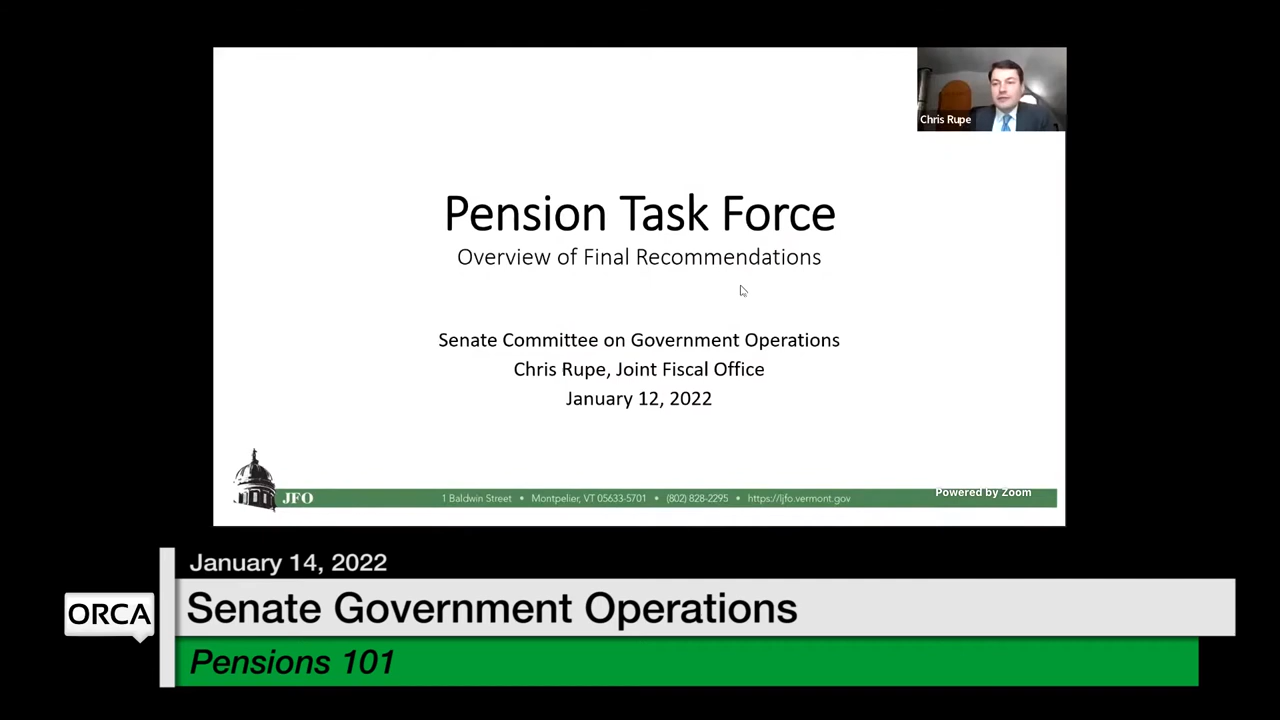 Chris Rupe
Pension Task Force
Overview of Final Recommendations
Senate Committee on Government Operations
Chris Rupe, Joint Fiscal Office
January 12, 2022
JFO
1 Baldwin Street • Montpelier, VT 05633-5701 • (802) 828-2295 • https://ljfo.vermont.gov
Powered by Zoom
January 14, 2022
ORCA
Senate Government Operations
Pensions 101